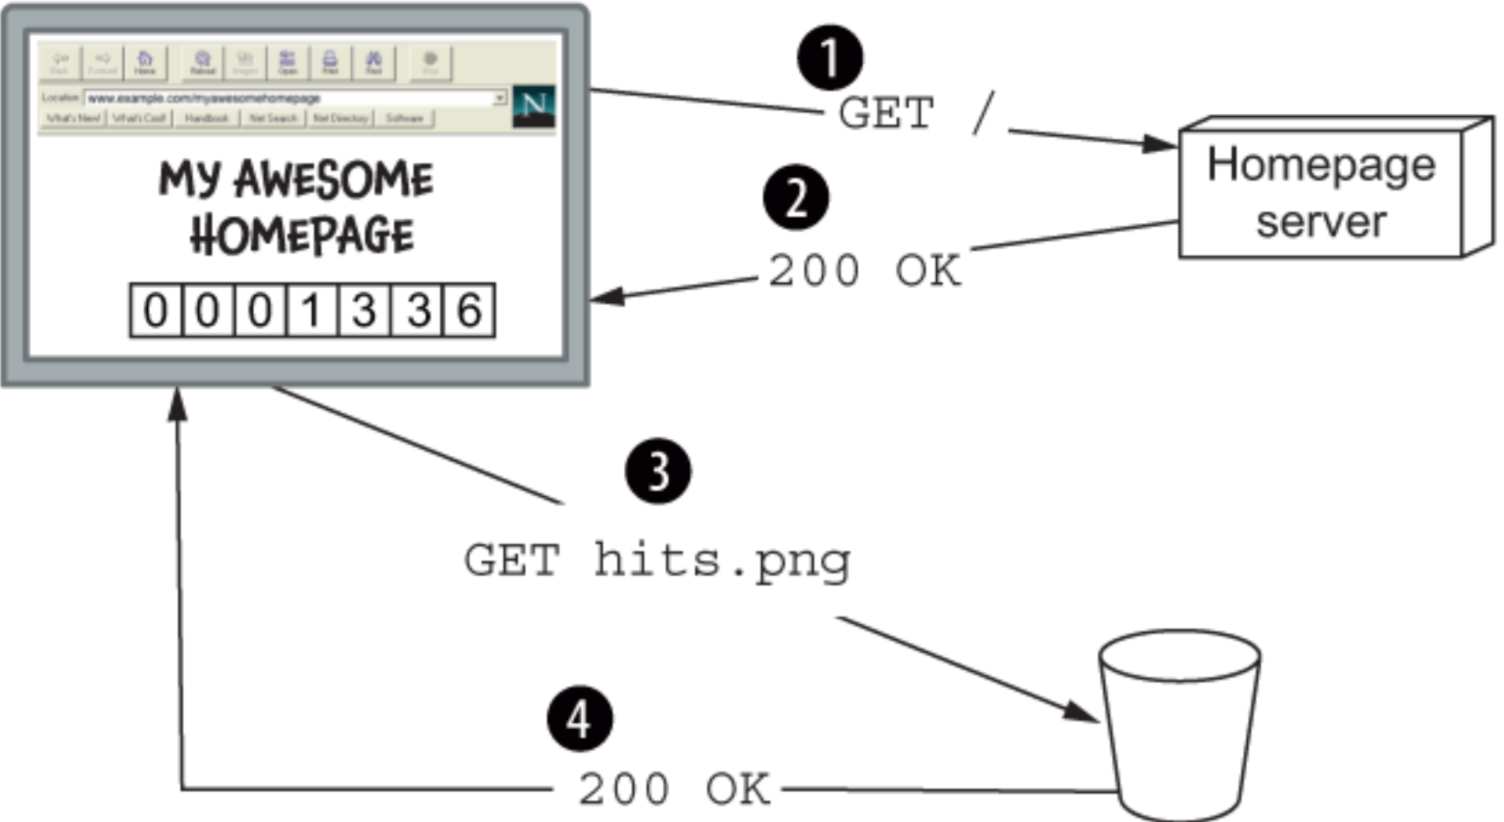 Back Forward Home Reload Images Open Print Find Stop
Location: www.example.com/myawesomehomepage
What's New! What's Cool! Handbook Net Search Net Directory Software
N
MY AWESOME
HOMEPAGE
0 0 0 1 3 3 6
1
GET /
Homepage
server
2
200 OK
3
GET hits.png
4
200 OK